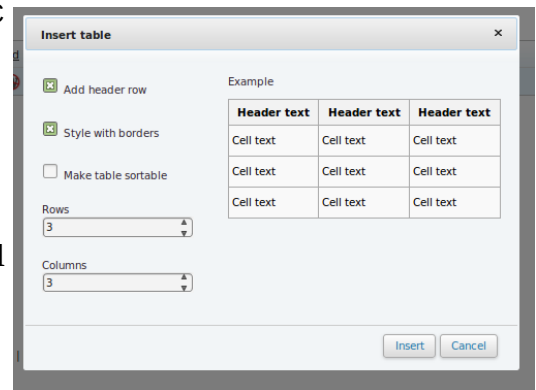 Insert table ×
Add header row
Style with borders
Make table sortable
Rows
3
Columns
3
Example
Header text Header text Header text
Cell text Cell text Cell text
Cell text Cell text Cell text
Cell text Cell text Cell text
Insert Cancel